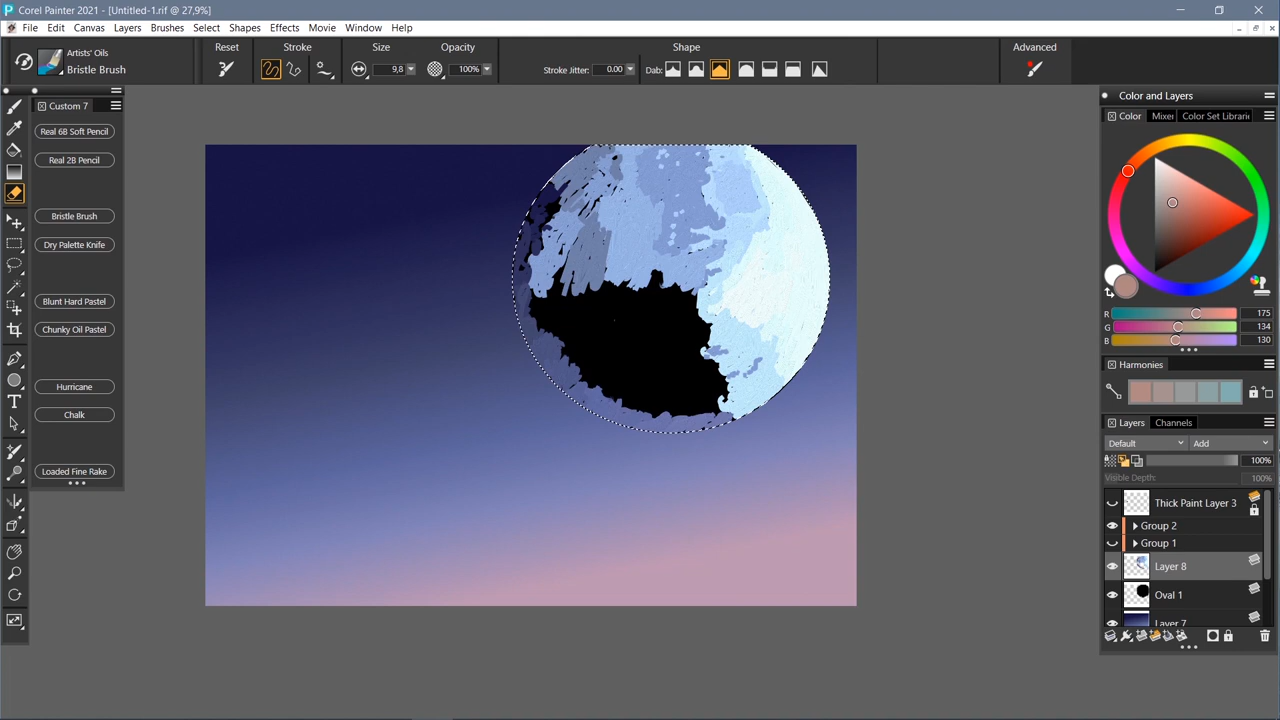 Corel Painter 2021 - [Untitled-1.rif @ 27,9%]
File Edit Canvas Layers Brushes Select Shapes Effects Movie Window Help
Artists' Oils
Bristle Brush
Reset
Stroke
Size
9,8
Opacity
100%
Shape
Stroke Jitter: 0.00
Dab:
Advanced
Custom 7
Real 6B Soft Pencil
Real 2B Pencil
Bristle Brush
Dry Palette Knife
Blunt Hard Pastel
Chunky Oil Pastel
Hurricane
Chalk
Loaded Fine Rake
Color and Layers
Color Mixer Color Set Librari
R 175
G 134
B 130
Harmonies
Layers Channels
Default Add
100%
Visible Depth: 100%
Thick Paint Layer 3
Group 2
Group 1
Layer 8
Oval 1
Layer 7